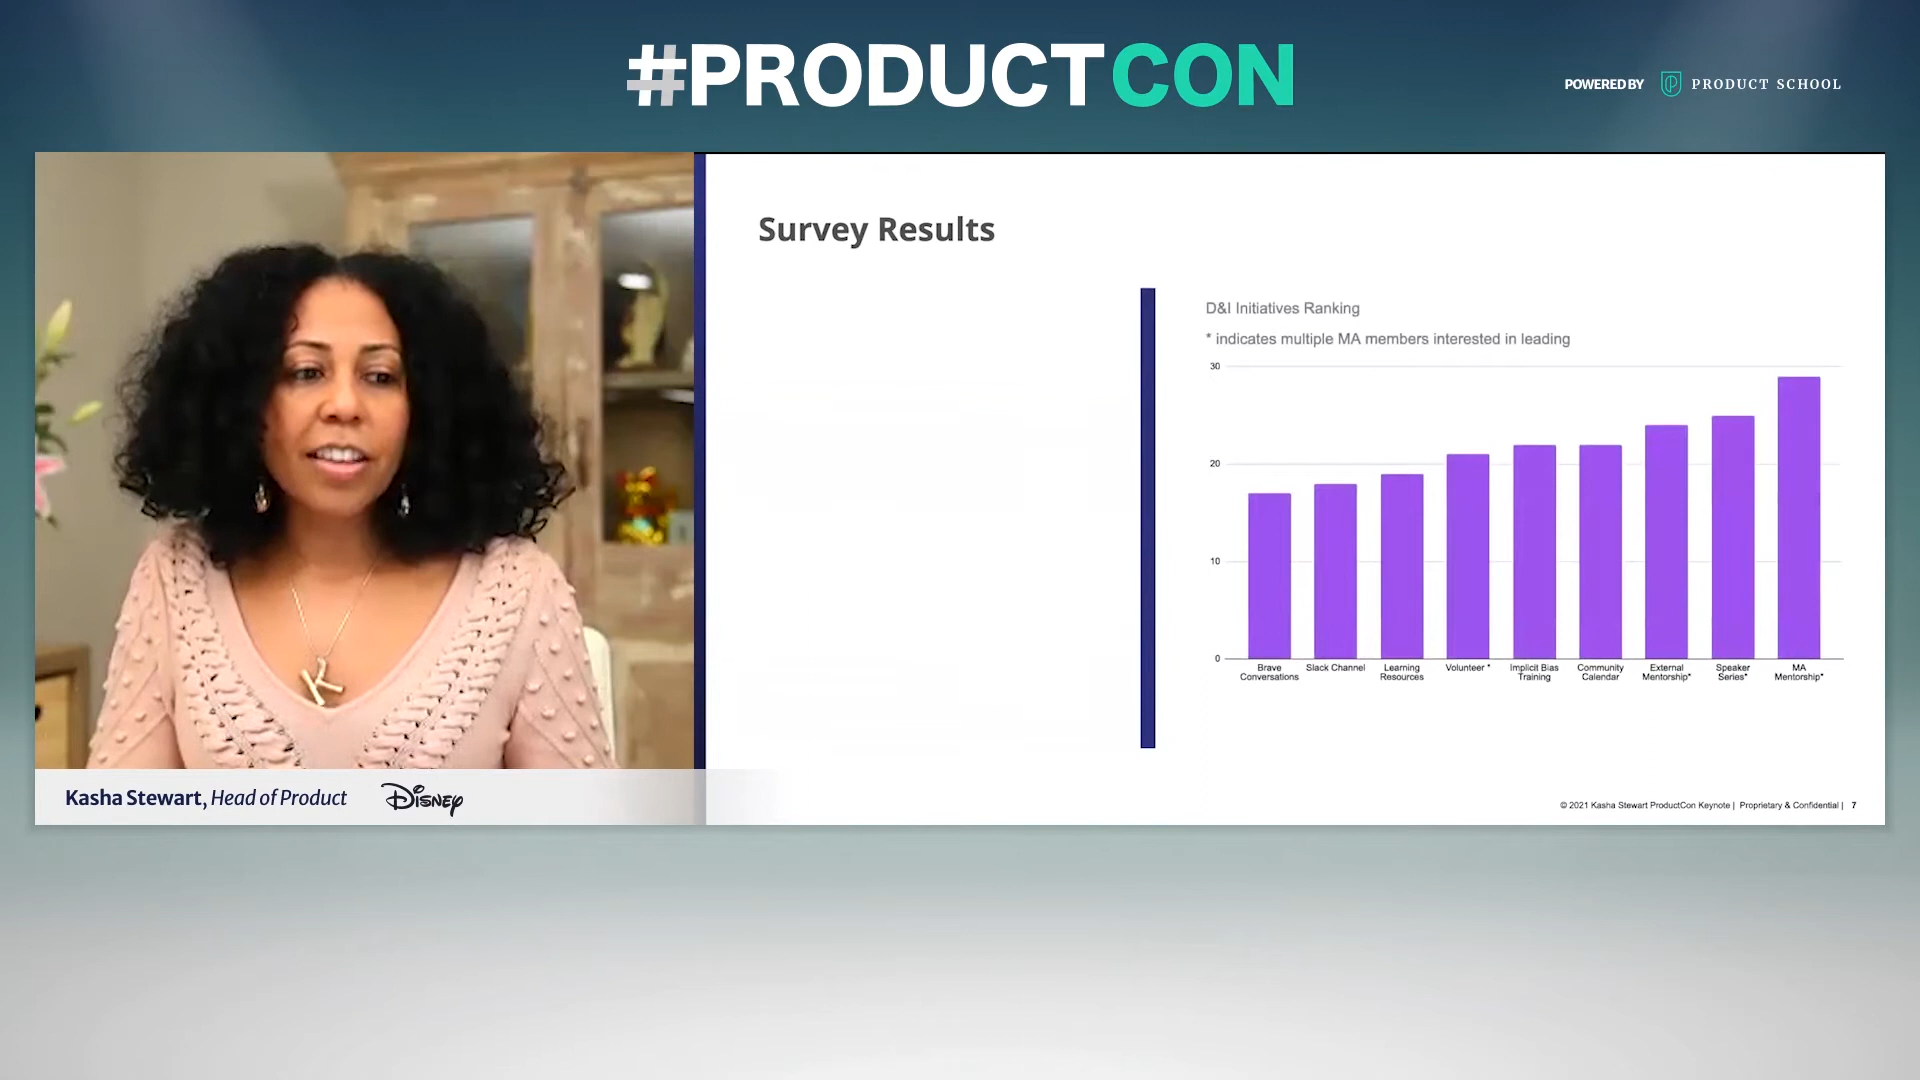 #PRODUCTCON
POWERED BY PRODUCT SCHOOL
Survey Results
D&I Initiatives Ranking
* indicates multiple MA members interested in leading
30
20
10
0
Brave Conversations
Slack Channel
Learning Resources
Volunteer *
Implicit Bias Training
Community Calendar
External Mentorship*
Speaker Series*
MA Mentorship*
K
Kasha Stewart, Head of Product Disney
© 2021 Kasha Stewart ProductCon Keynote | Proprietary & Confidential | 7